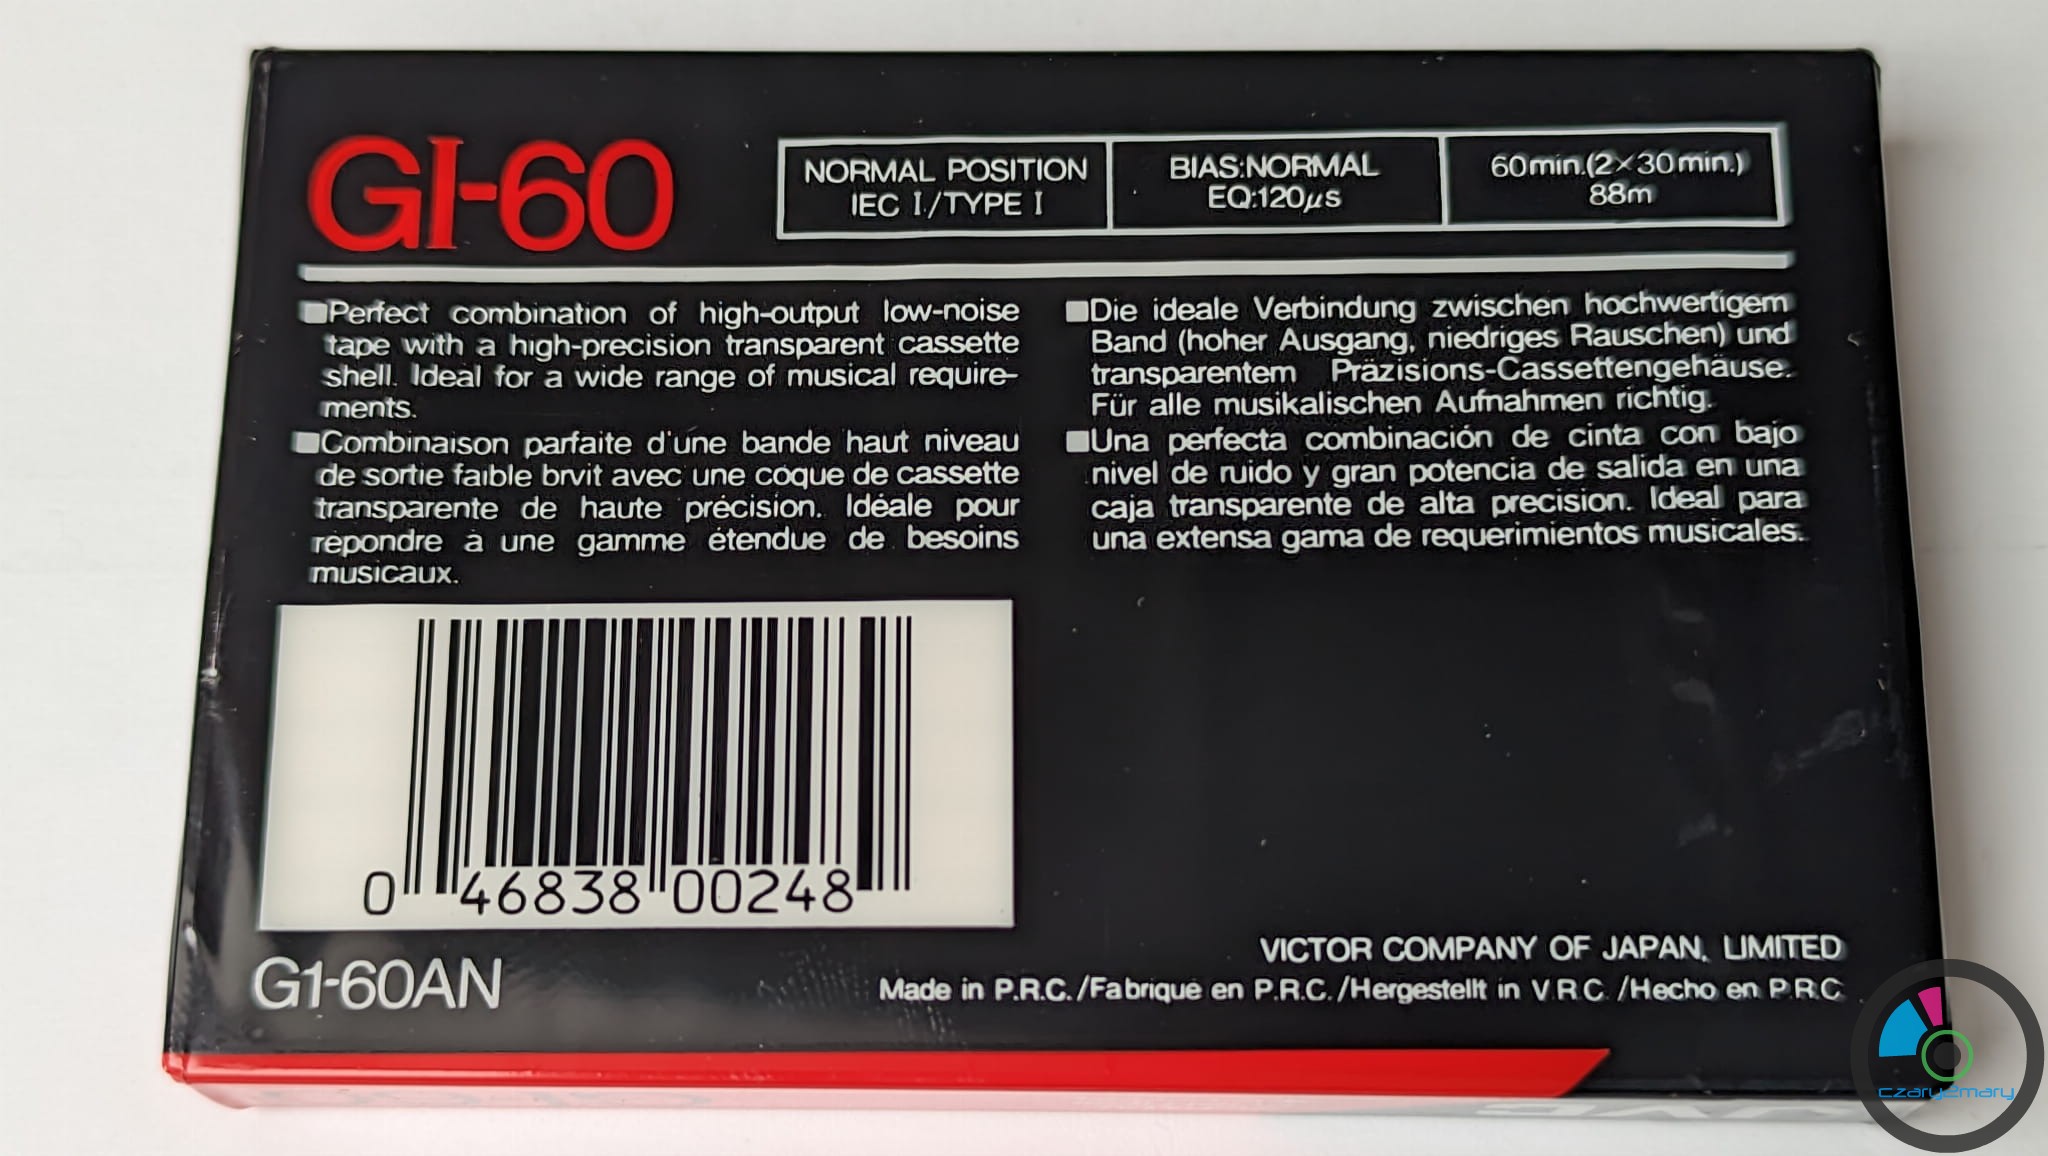 GI-60
NORMAL POSITION
IEC I/TYPE I
BIAS:NORMAL
EQ:120μs
60min.(2×30min.)
88m
■Perfect combination of high-output low-noise
tape with a high-precision transparent cassette
shell. Ideal for a wide range of musical require-
ments.
■Combinaison parfaite d'une bande haut niveau
de sortie faible brvit avec une coque de cassette
transparente de haute précision. Idéale pour
répondre à une gamme étendue de besoins
musicaux.
■Die ideale Verbindung zwischen hochwertigem
Band (hoher Ausgang, niedriges Rauschen) und
transparentem Präzisions-Cassettengehäuse.
Für alle musikalischen Aufnahmen richtig.
■Una perfecta combinación de cinta con bajo
nivel de ruido y gran potencia de salida en una
caja transparente de alta precision. Ideal para
una extensa gama de requerimientos musicales.
0 46838 00248
G1-60AN
VICTOR COMPANY OF JAPAN, LIMITED
Made in P.R.C./Fabriqué en P.R.C./Hergestellt in V.R.C./Hecho en P.R.C.
JVC
czary2mary